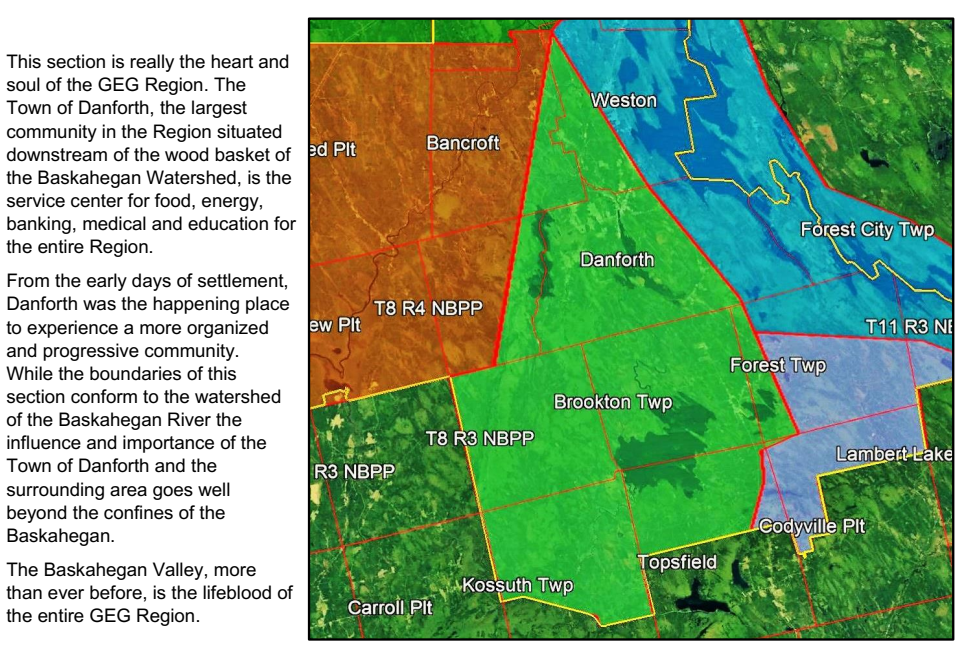 This section is really the heart and
soul of the GEG Region. The
Town of Danforth, the largest
community in the Region situated
downstream of the wood basket of
the Baskahegan Watershed, is the
service center for food, energy,
banking, medical and education for
the entire Region.
From the early days of settlement,
Danforth was the happening place
to experience a more organized
and progressive community.
While the boundaries of this
section conform to the watershed
of the Baskahegan River the
influence and importance of the
Town of Danforth and the
surrounding area goes well
beyond the confines of the
Baskahegan.
The Baskahegan Valley, more
than ever before, is the lifeblood of
the entire GEG Region.
Weston
Bancroft
ed Plt
Forest City Twp
Danforth
T8 R4 NBPP
ew Plt
T11 R3 NB
Forest Twp
Brookton Twp
T8 R3 NBPP
Lambert Lake
R3 NBPP
Codyville Plt
Topsfield
Kossuth Twp
Carroll Plt